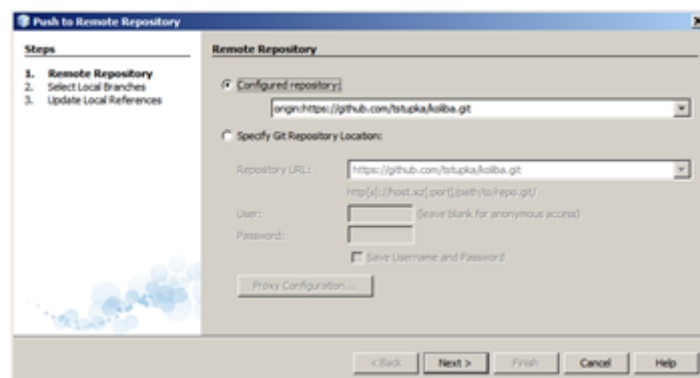 Push to Remote Repository
Steps
1. Remote Repository
2. Select Local Branches
3. Update Local References
Remote Repository
Configured repository:
origin:https://github.com/tstupka/koliba.git
Specify Git Repository Location:
Repository URL: https://github.com/tstupka/koliba.git
http[s]://host.xz[:port]/path/to/repo.git/
User: (leave blank for anonymous access)
Password:
Save Username and Password
Proxy Configuration...
< Back Next > Finish Cancel Help